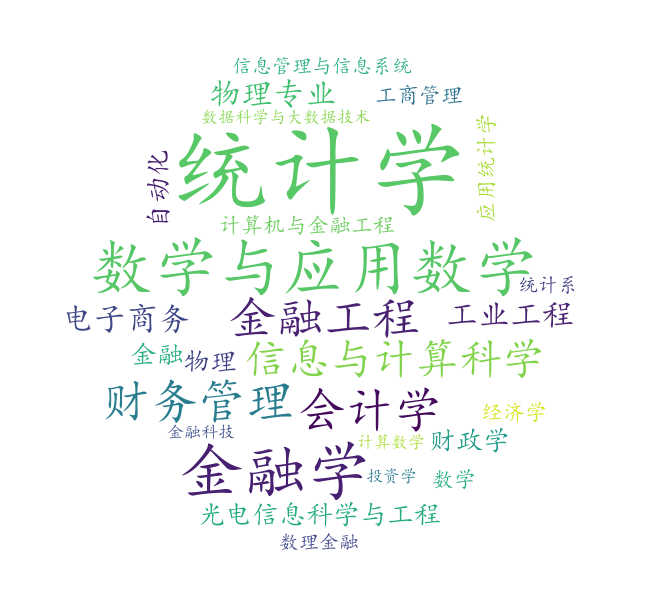 信息管理与信息系统
物理专业
工商管理
数据科学与大数据技术
统计学
自动化
应用统计学
计算机与金融工程
数学与应用数学
统计系
电子商务
金融工程
工业工程
金融
物理
信息与计算科学
财务管理
会计学
经济学
金融科技
计算数学
财政学
金融学
投资学
数学
光电信息科学与工程
数理金融